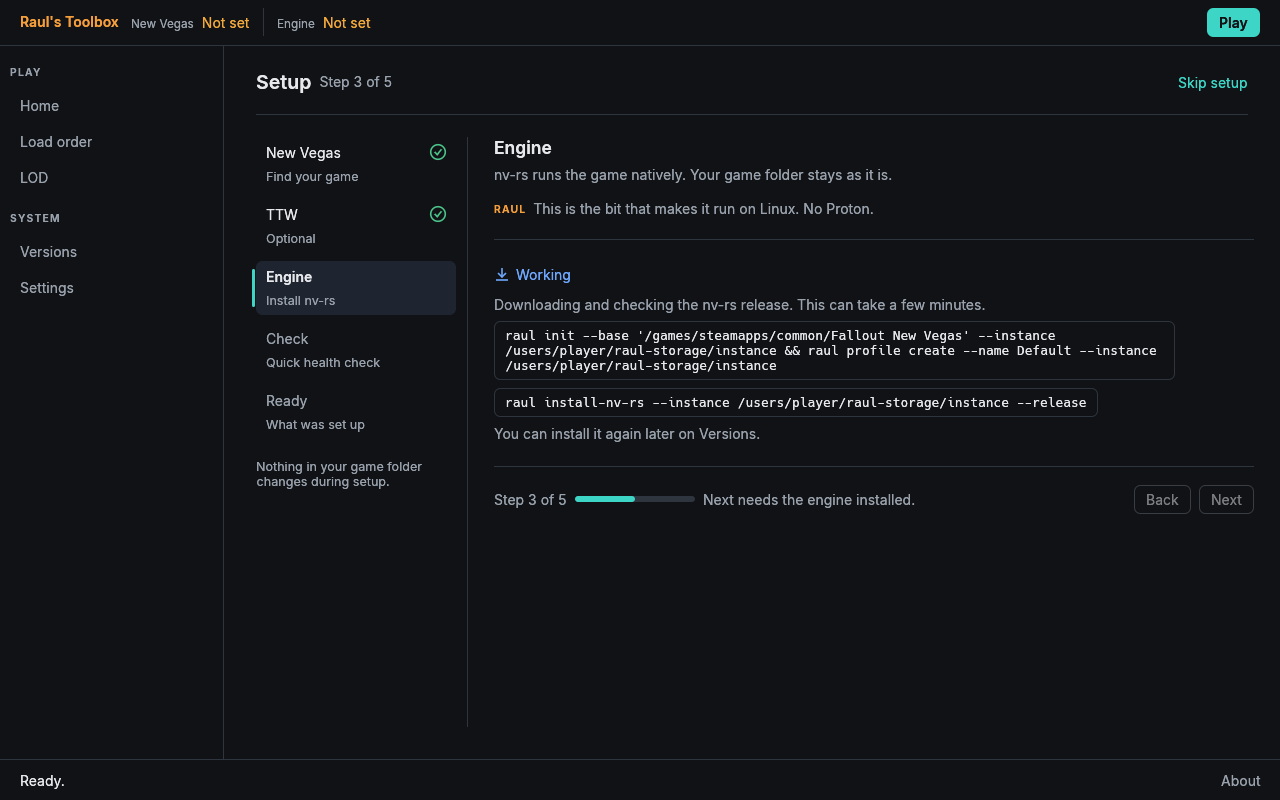 Raul's Toolbox New Vegas Not set Engine Not set Play
PLAY
Home
Load order
LOD
SYSTEM
Versions
Settings
Setup Step 3 of 5 Skip setup
New Vegas
Find your game
TTW
Optional
Engine
Install nv-rs
Check
Quick health check
Ready
What was set up
Nothing in your game folder
changes during setup.
Engine
nv-rs runs the game natively. Your game folder stays as it is.
RAUL This is the bit that makes it run on Linux. No Proton.
Working
Downloading and checking the nv-rs release. This can take a few minutes.
raul init --base '/games/steamapps/common/Fallout New Vegas' --instance
/users/player/raul-storage/instance && raul profile create --name Default --instance
/users/player/raul-storage/instance
raul install-nv-rs --instance /users/player/raul-storage/instance --release
You can install it again later on Versions.
Step 3 of 5 Next needs the engine installed. Back Next
Ready. About